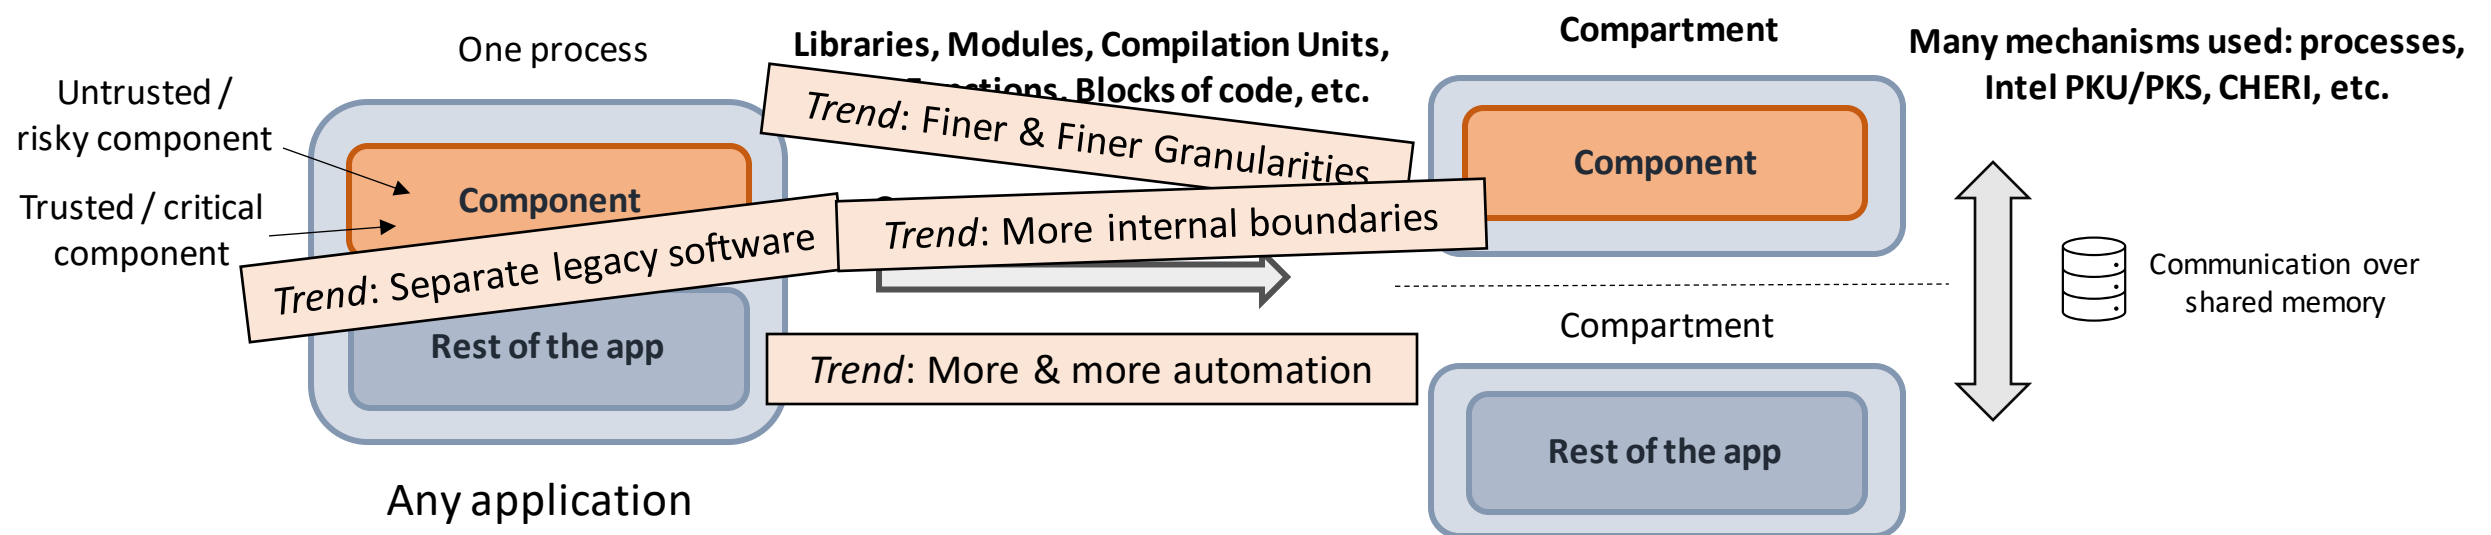 One process
Untrusted /
risky component
Trusted / critical
component
Component
Rest of the app
Any application
Libraries, Modules, Compilation Units,
Blocks of code, etc.
Trend: Finer & Finer Granularities
Trend: Separate legacy software
Trend: More internal boundaries
Trend: More & more automation
Compartment
Component
Compartment
Rest of the app
Many mechanisms used: processes,
Intel PKU/PKS, CHERI, etc.
Communication over
shared memory